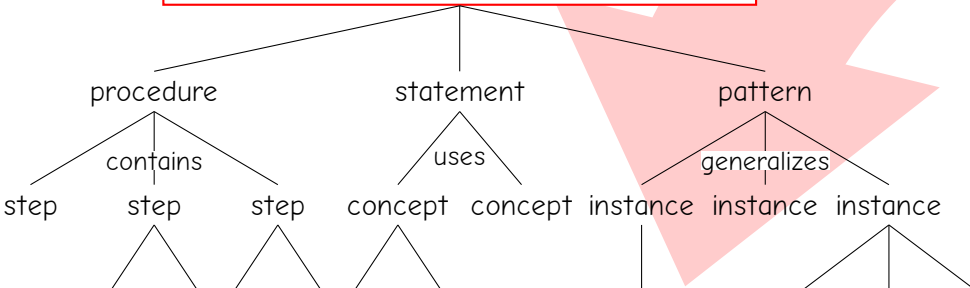 procedure statement pattern
contains uses generalizes
step step step concept concept instance instance instance